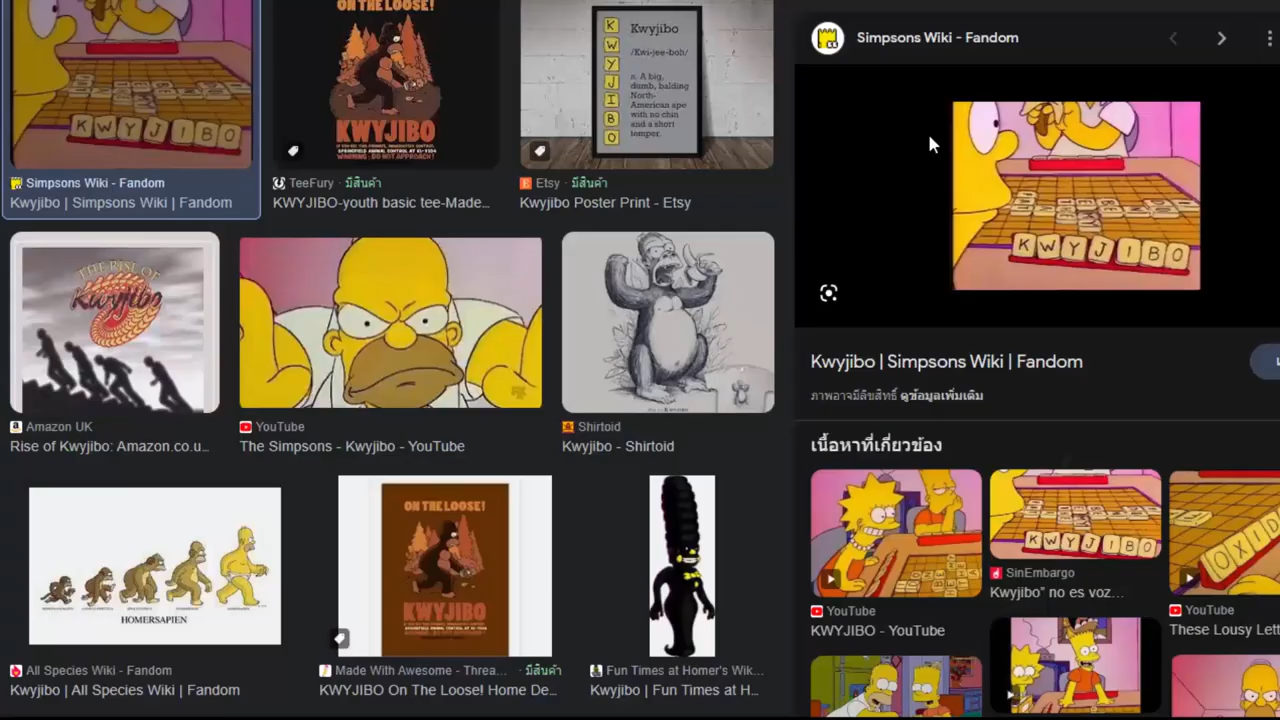 KWYJIBO
Simpsons Wiki - Fandom
Kwyjibo | Simpsons Wiki | Fandom
ON THE LOOSE!
KWYJIBO
WARNING: DO NOT APPROACH!
TeeFury · มีสินค้า
KWYJIBO-youth basic tee-Made...
K
W
Y
J
I
B
O
Kwyjibo
/Kwi-jee-boh/
n. A big,
dumb, balding
North-
American ape
with no chin
and a short
temper.
Etsy · มีสินค้า
Kwyjibo Poster Print - Etsy
THE RISE OF
Kwyjibo
Amazon UK
Rise of Kwyjibo: Amazon.co.u...
YouTube
The Simpsons - Kwyjibo - YouTube
Shirtoid
Kwyjibo - Shirtoid
HOMERSAPIEN
All Species Wiki - Fandom
Kwyjibo | All Species Wiki | Fandom
ON THE LOOSE!
KWYJIBO
Made With Awesome - Threa... · มีสินค้า
KWYJIBO On The Loose! Home De...
Fun Times at Homer's Wik...
Kwyjibo | Fun Times at H...
Simpsons Wiki - Fandom
KWYJIBO
Kwyjibo | Simpsons Wiki | Fandom
ภาพอาจมีลิขสิทธิ์ ดูข้อมูลเพิ่มเติม
เนื้อหาที่เกี่ยวข้อง
YouTube
KWYJIBO - YouTube
KWYJIBO
SinEmbargo
Kwyjibo" no es voz...
OXID
YouTube
These Lousy Lett